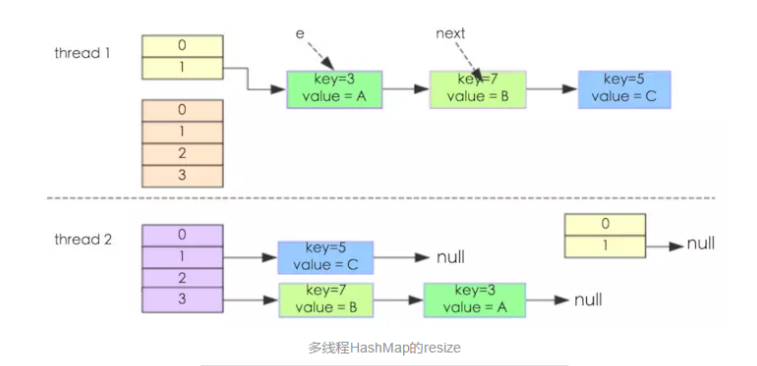 thread 1
0
1
e
next
key=3
value = A
key=7
value = B
key=5
value = C
0
1
2
3
thread 2
0
1
2
3
key=5
value = C
null
key=7
value = B
key=3
value = A
null
0
1
null
多线程HashMap的resize